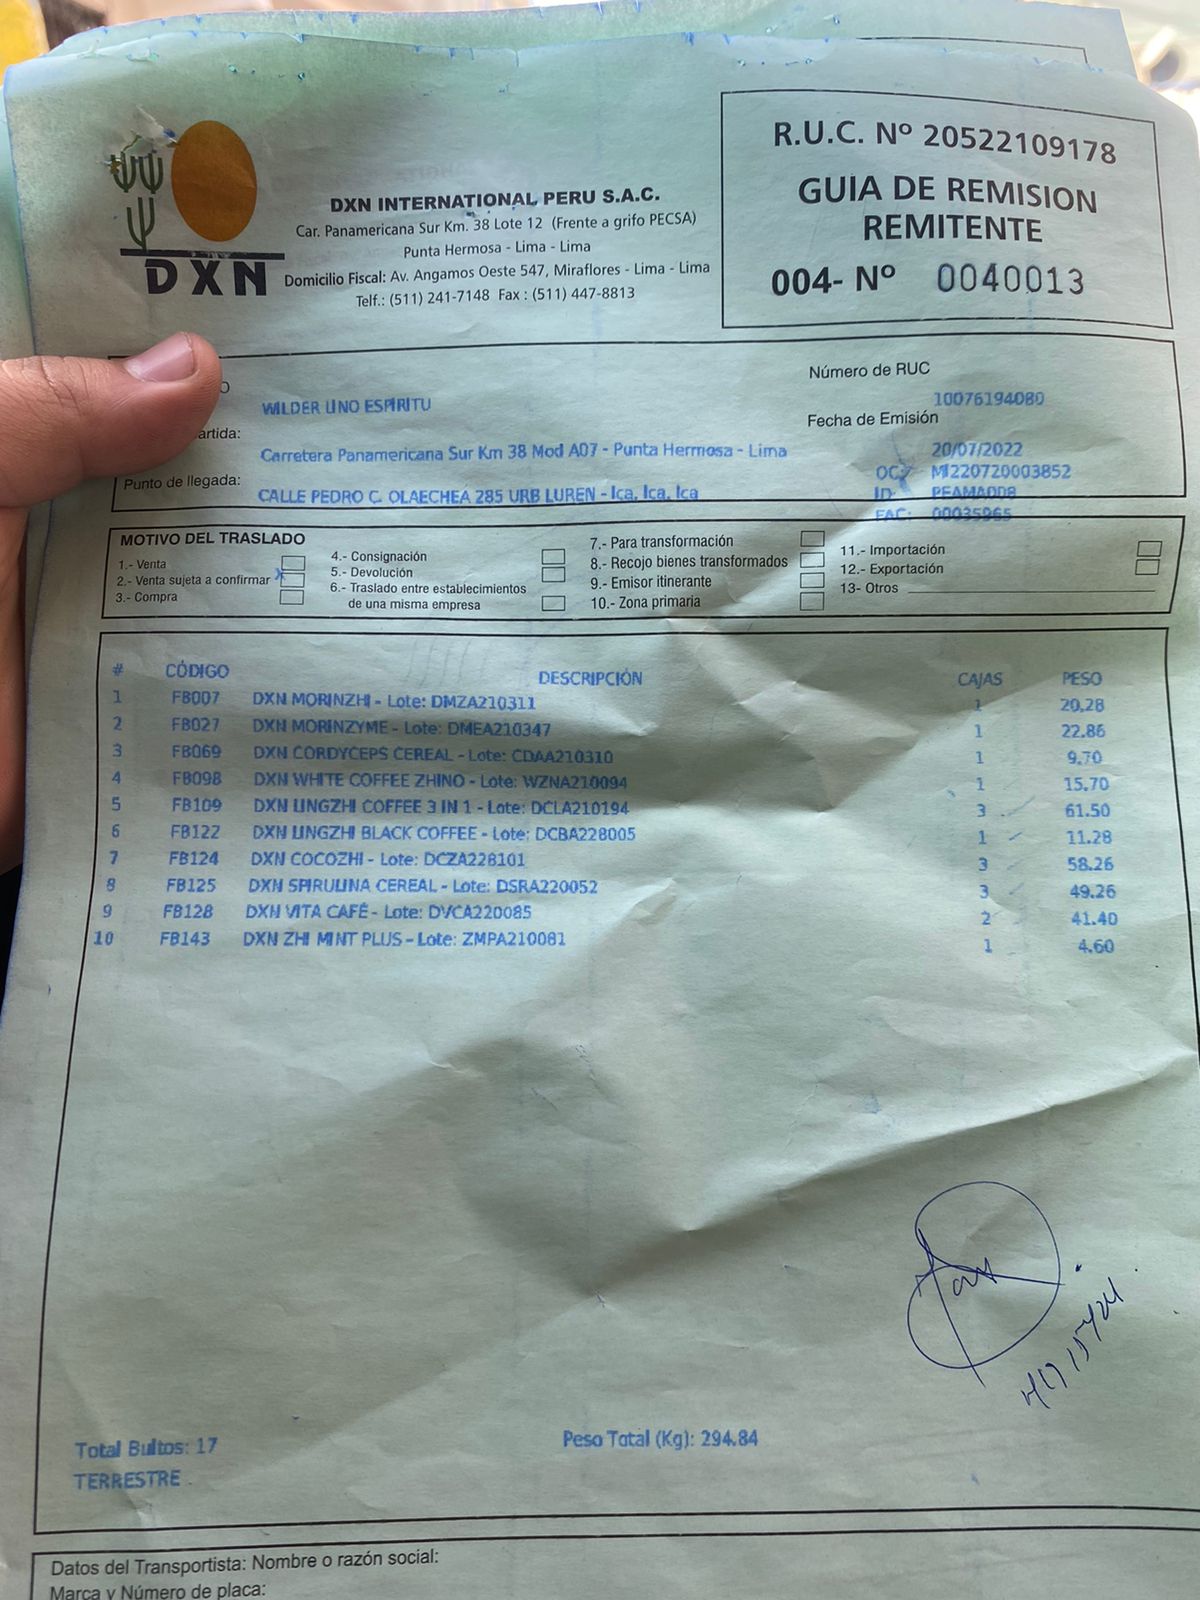 DXN
DXN INTERNATIONAL PERU S.A.C.
Car. Panamericana Sur Km. 38 Lote 12 (Frente a grifo PECSA)
Punta Hermosa - Lima - Lima
Domicilio Fiscal: Av. Angamos Oeste 547, Miraflores - Lima - Lima
Telf.: (511) 241-7148 Fax : (511) 447-8813
R.U.C. Nº 20522109178
GUIA DE REMISION
REMITENTE
004- Nº 0040013
WILDER LINO ESPIRITU
Número de RUC
10076194080
artida:
Carretera Panamericana Sur Km 38 Mod A07 - Punta Hermosa - Lima
Fecha de Emisión
20/07/2022
Punto de llegada:
CALLE PEDRO C. OLAECHEA 285 URB LUREN - Ica, Ica, Ica
OC: MI220720003852
ID: PEAMA008
FAC: 00035965
MOTIVO DEL TRASLADO
1.- Venta
2.- Venta sujeta a confirmar X
3.- Compra
4.- Consignación
5.- Devolución
6.- Traslado entre establecimientos
de una misma empresa
7.- Para transformación
8.- Recojo bienes transformados
9.- Emisor itinerante
10.- Zona primaria
11.- Importación
12.- Exportación
13- Otros
# CÓDIGO DESCRIPCIÓN CAJAS PESO
1 FB007 DXN MORINZHI - Lote: DMZA210311 1 20.28
2 FB027 DXN MORINZYME - Lote: DMEA210347 1 22.86
3 FB069 DXN CORDYCEPS CEREAL - Lote: CDAA210310 1 9.70
4 FB098 DXN WHITE COFFEE ZHINO - Lote: WZNA210094 1 15.70
5 FB109 DXN LINGZHI COFFEE 3 IN 1 - Lote: DCLA210194 3 61.50
6 FB122 DXN LINGZHI BLACK COFFEE - Lote: DCBA228005 1 11.28
7 FB124 DXN COCOZHI - Lote: DCZA228101 3 58.26
8 FB125 DXN SPIRULINA CEREAL - Lote: DSRA220052 3 49.26
9 FB128 DXN VITA CAFÉ - Lote: DVCA220085 2 41.40
10 FB143 DXN ZHI MINT PLUS - Lote: ZMPA210081 1 4.60
Total Bultos: 17
Peso Total (Kg): 294.84
TERRESTRE
Datos del Transportista: Nombre o razón social:
Marca y Número de placa: